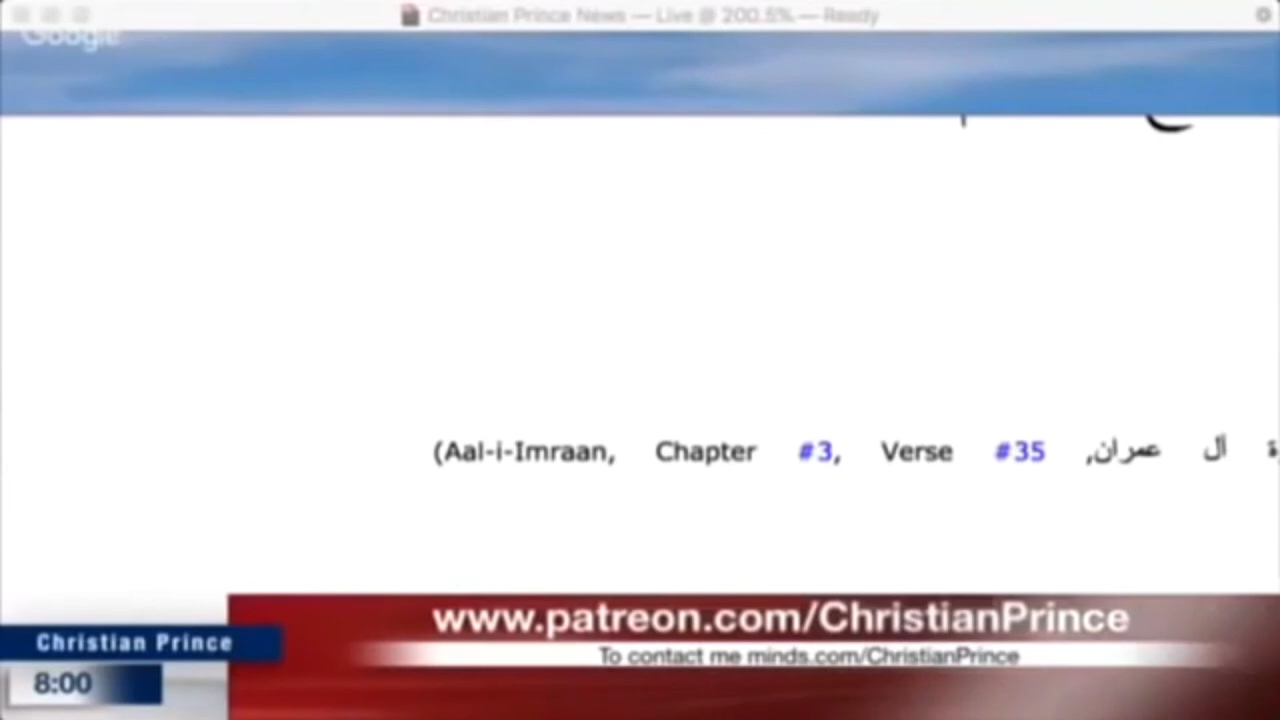 Christian Prince News — Live @ 200.5% — Ready
Google
(Aal-i-Imraan, Chapter #3, Verse #35 ,آل عمران
www.patreon.com/ChristianPrince
To contact me minds.com/ChristianPrince
Christian Prince
8:00